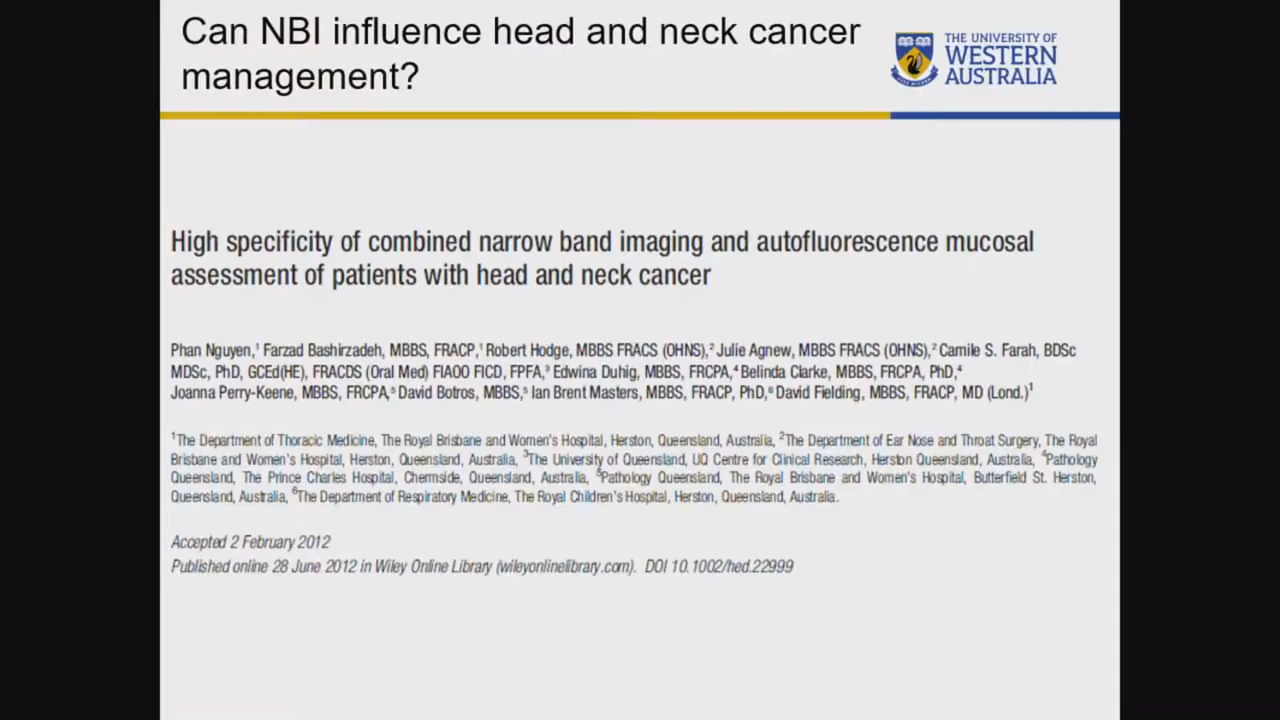 Can NBI influence head and neck cancer
management?
THE UNIVERSITY OF
WESTERN
AUSTRALIA
High specificity of combined narrow band imaging and autofluorescence mucosal
assessment of patients with head and neck cancer
Phan Nguyen,¹ Farzad Bashirzadeh, MBBS, FRACP,¹ Robert Hodge, MBBS FRACS (OHNS),² Julie Agnew, MBBS FRACS (OHNS),² Camile S. Farah, BDSc
MDSc, PhD, GCEd(HE), FRACDS (Oral Med) FIAOO FICD, FPFA,³ Edwina Duhig, MBBS, FRCPA,⁴ Belinda Clarke, MBBS, FRCPA, PhD,⁴
Joanna Perry-Keene, MBBS, FRCPA,⁵ David Botros, MBBS,⁵ Ian Brent Masters, MBBS, FRACP, PhD,⁶ David Fielding, MBBS, FRACP, MD (Lond.)¹
¹The Department of Thoracic Medicine, The Royal Brisbane and Women's Hospital, Herston, Queensland, Australia, ²The Department of Ear Nose and Throat Surgery, The Royal
Brisbane and Women's Hospital, Herston, Queensland, Australia, ³The University of Queensland, UQ Centre for Clinical Research, Herston Queensland, Australia, ⁴Pathology
Queensland, The Prince Charles Hospital, Chermside, Queensland, Australia, ⁵Pathology Queensland, The Royal Brisbane and Women's Hospital, Butterfield St. Herston,
Queensland, Australia, ⁶The Department of Respiratory Medicine, The Royal Children's Hospital, Herston, Queensland, Australia.
Accepted 2 February 2012
Published online 28 June 2012 in Wiley Online Library (wileyonlinelibrary.com). DOI 10.1002/hed.22999